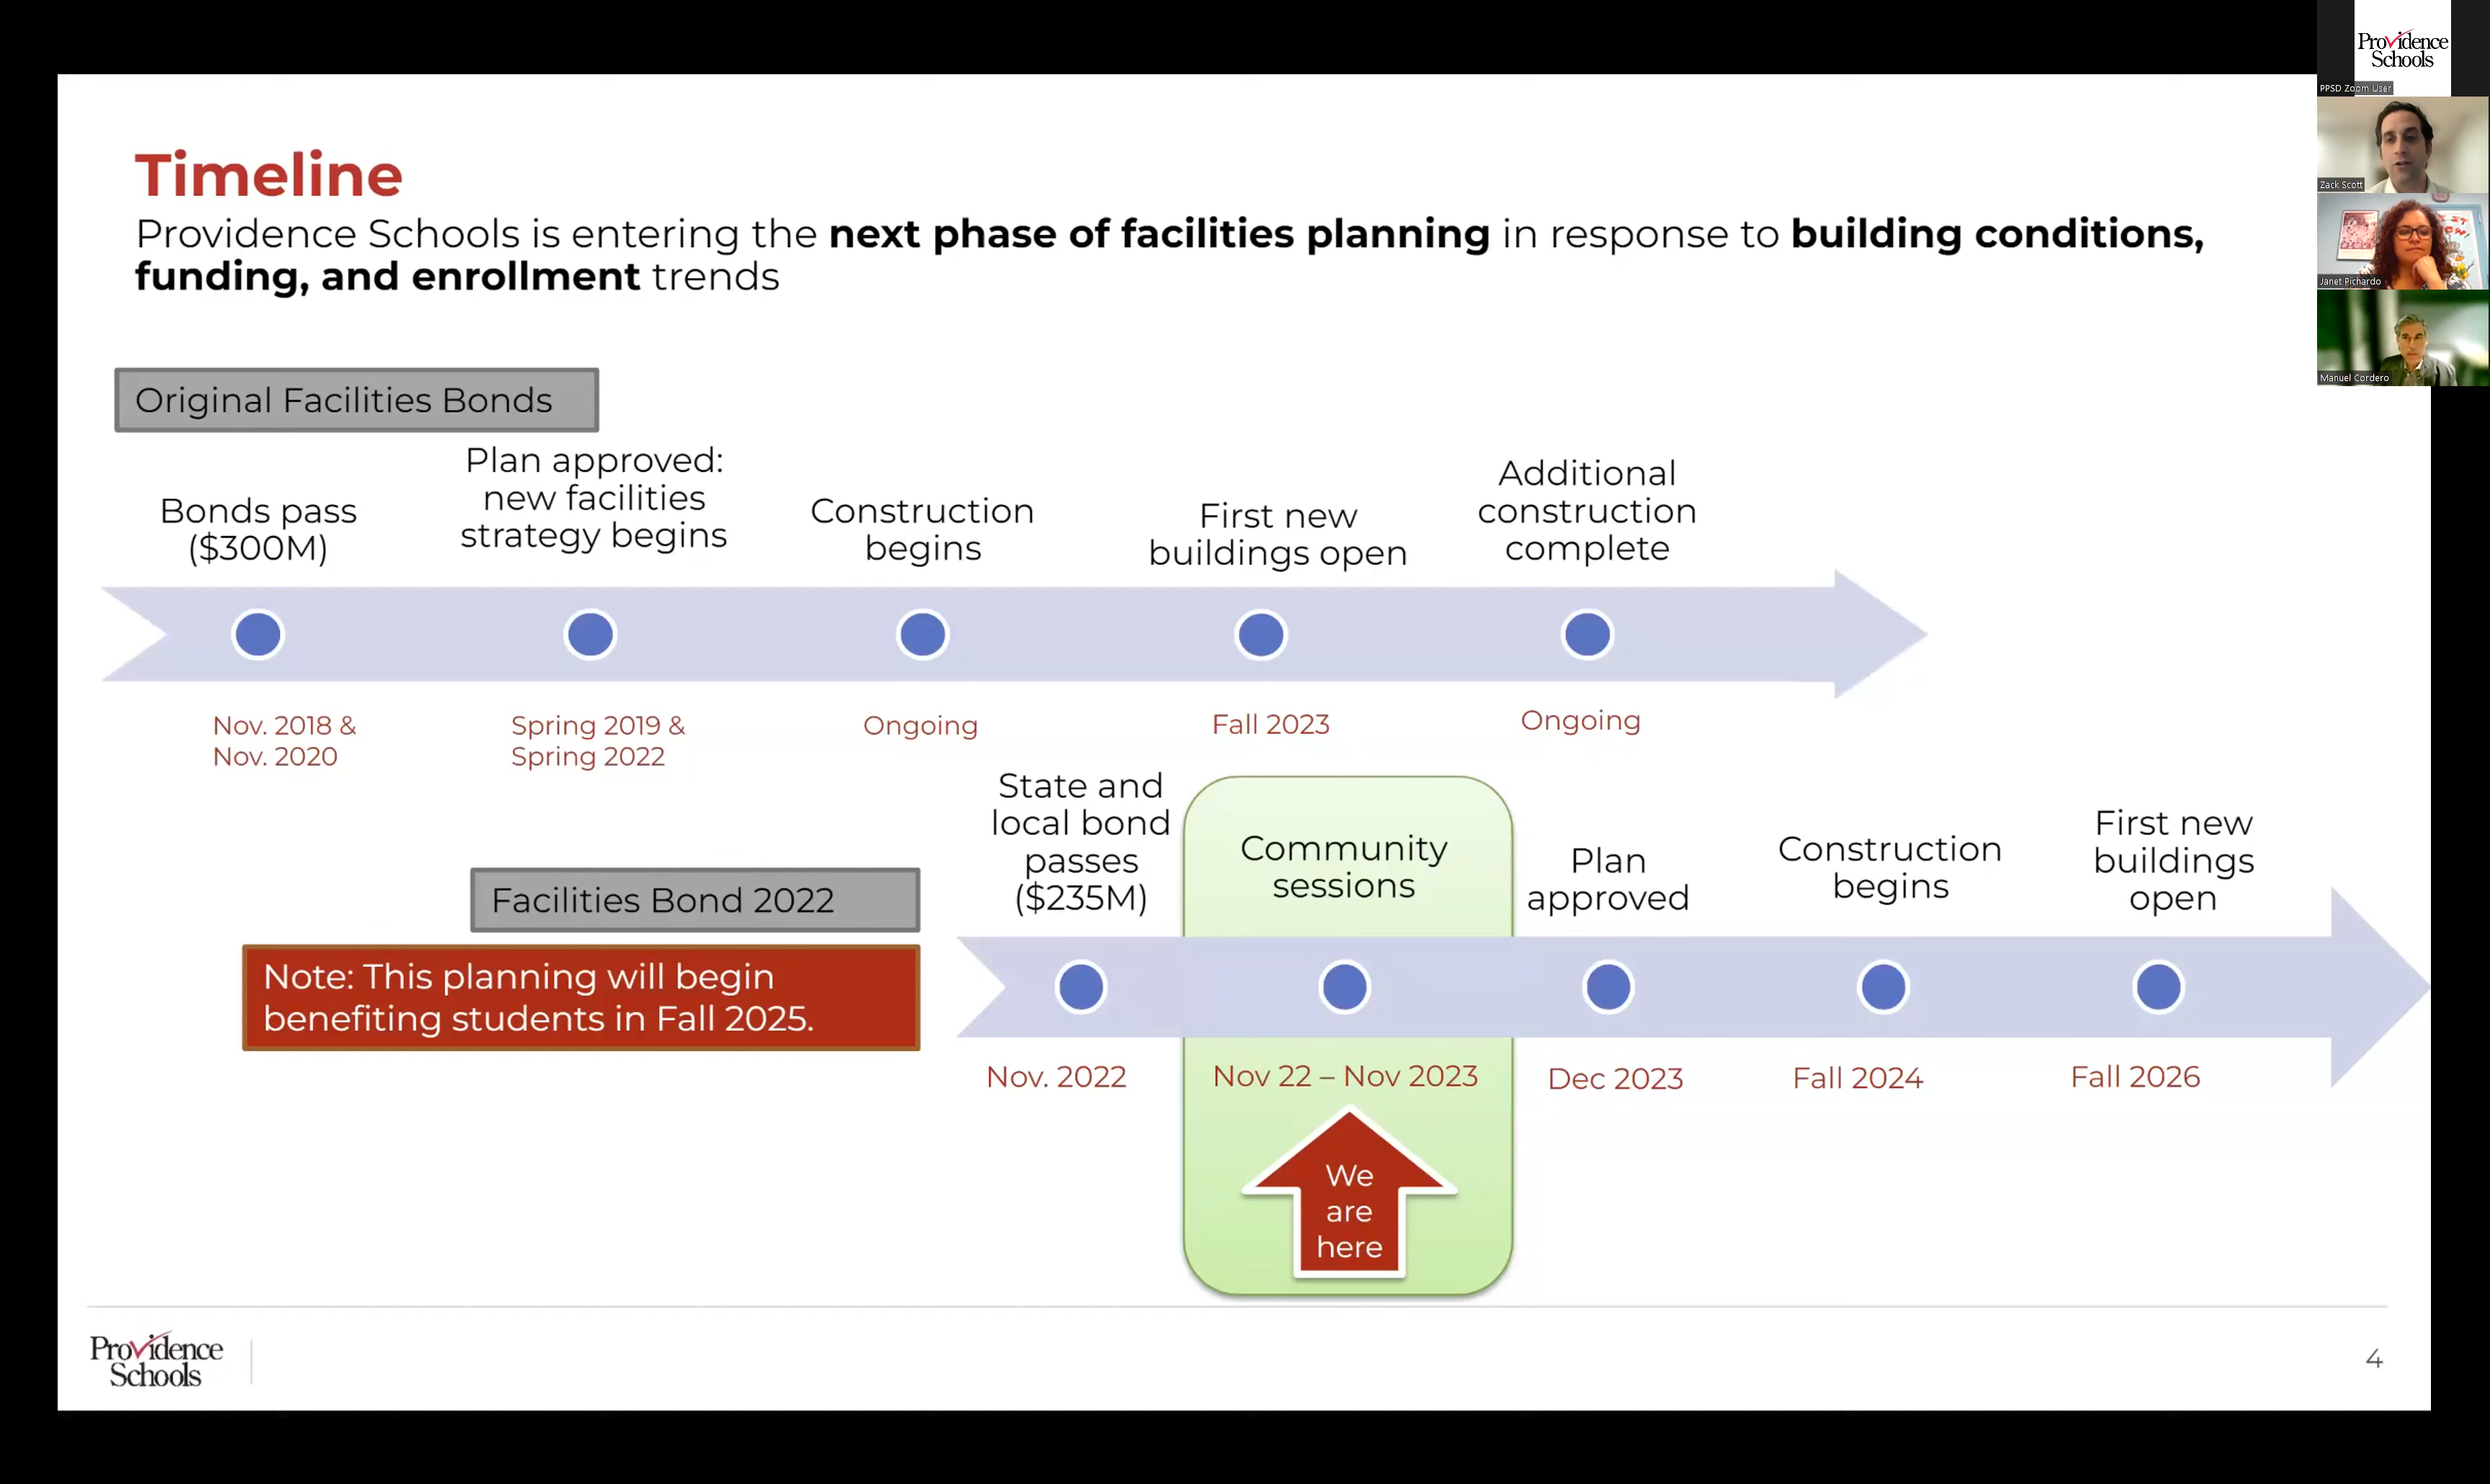 Providence
Schools
PPSD Zoom User
Zack Scott
Janet Pichardo
Manuel Cordero
Timeline
Providence Schools is entering the next phase of facilities planning in response to building conditions,
funding, and enrollment trends
Original Facilities Bonds
Bonds pass
($300M)
Plan approved:
new facilities
strategy begins
Construction
begins
First new
buildings open
Additional
construction
complete
Nov. 2018 &
Nov. 2020
Spring 2019 &
Spring 2022
Ongoing
Fall 2023
Ongoing
Facilities Bond 2022
Note: This planning will begin
benefiting students in Fall 2025.
State and
local bond
passes
($235M)
Community
sessions
Plan
approved
Construction
begins
First new
buildings
open
Nov. 2022
Nov 22 – Nov 2023
Dec 2023
Fall 2024
Fall 2026
We
are
here
Providence
Schools
4